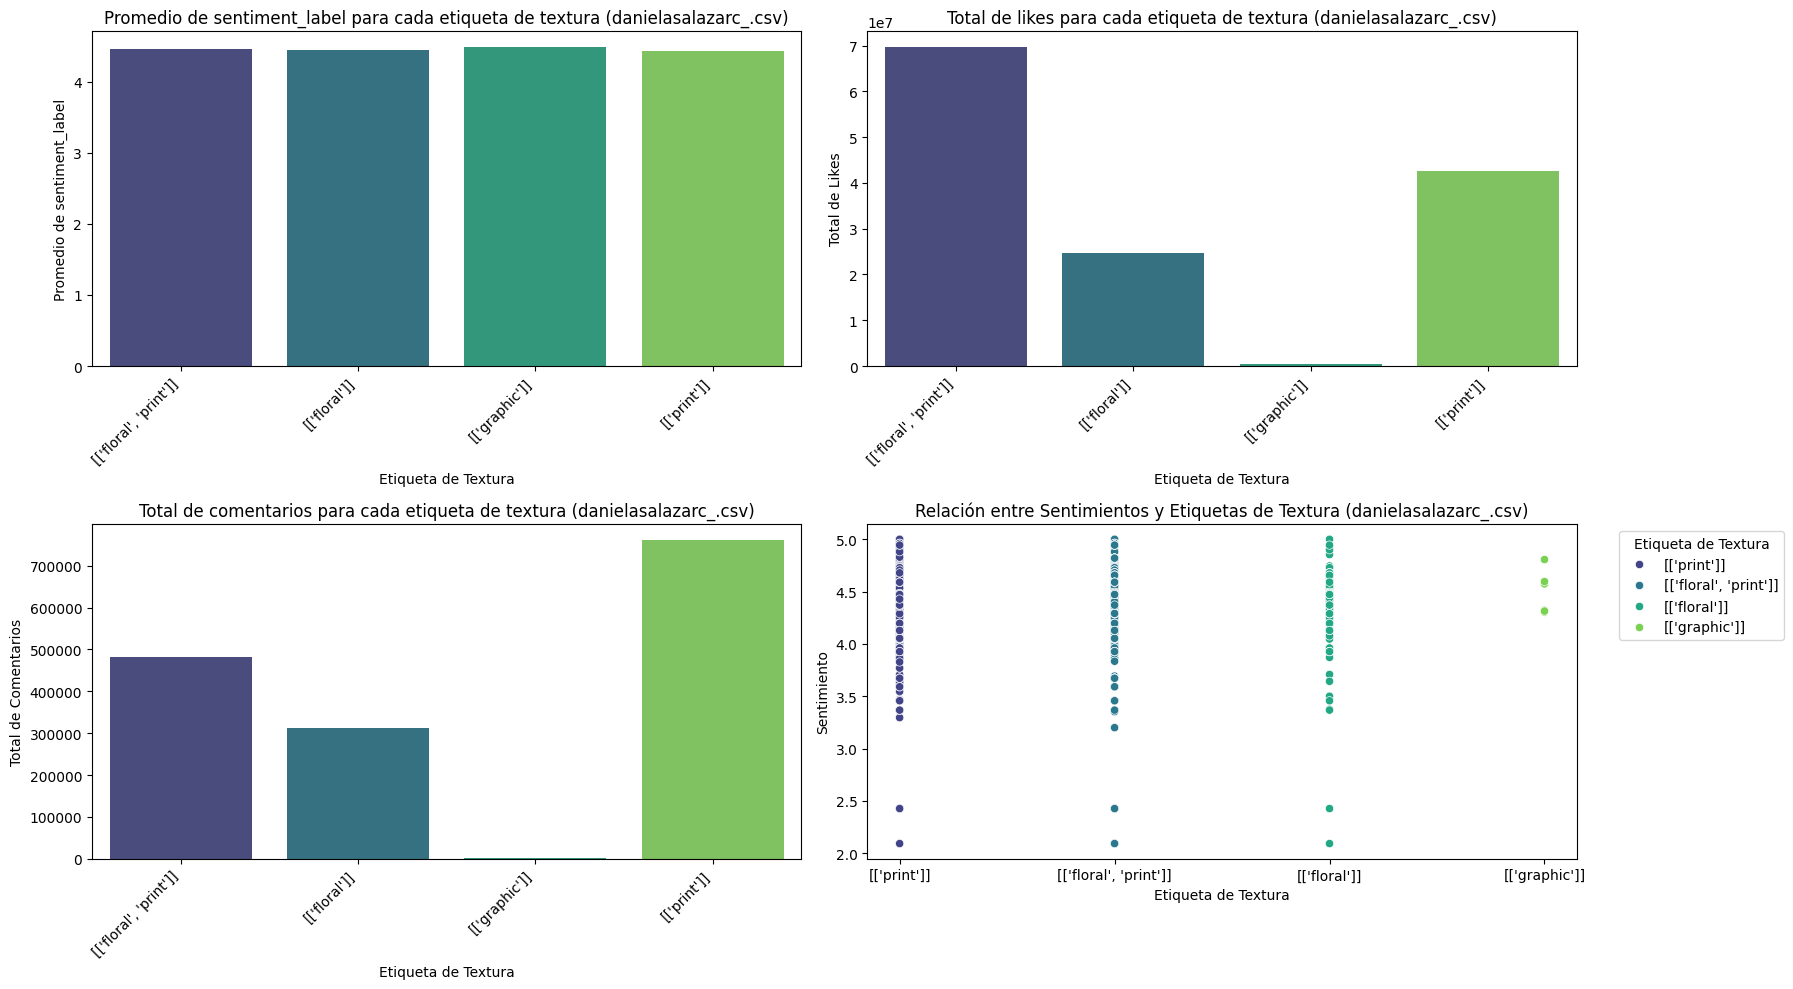 Promedio de sentiment_label para cada etiqueta de textura (danielasalazarc_.csv)
Promedio de sentiment_label
4
3
2
1
0
[['floral', 'print']]
[['floral']]
[['graphic']]
[['print']]
Etiqueta de Textura
Total de likes para cada etiqueta de textura (danielasalazarc_.csv)
1e7
Total de Likes
7
6
5
4
3
2
1
0
[['floral', 'print']]
[['floral']]
[['graphic']]
[['print']]
Etiqueta de Textura
Total de comentarios para cada etiqueta de textura (danielasalazarc_.csv)
Total de Comentarios
700000
600000
500000
400000
300000
200000
100000
0
[['floral', 'print']]
[['floral']]
[['graphic']]
[['print']]
Etiqueta de Textura
Relación entre Sentimientos y Etiquetas de Textura (danielasalazarc_.csv)
Sentimiento
5.0
4.5
4.0
3.5
3.0
2.5
2.0
[['print']]
[['floral', 'print']]
[['floral']]
[['graphic']]
Etiqueta de Textura
Etiqueta de Textura
[['print']]
[['floral', 'print']]
[['floral']]
[['graphic']]